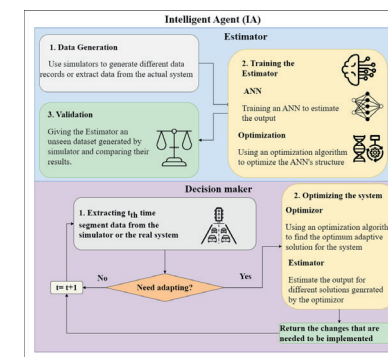 Intelligent Agent (IA)
Estimator
1. Data Generation
Use simulators to generate different data
records or extract data from the actual system
2. Training the
Estimator
ANN
Training an ANN to estimate
the output
Optimization
Using an optimization algorithm
to optimize the ANN's structure
3. Validation
Giving the Estimator an
unseen dataset generated by
simulator and comparing their
results.
Decision maker
1. Extracting tth time
segment data from the
simulator or the real system
Need adapting?
No
Yes
t= t+1
2. Optimizing the system
Optimizor
Using an optimization algorithm
to find the optimum adaptive
solution for the system
Estimator
Estimate the output for
different solutions generated
by the optimizor
Return the changes that are
needed to be implemented